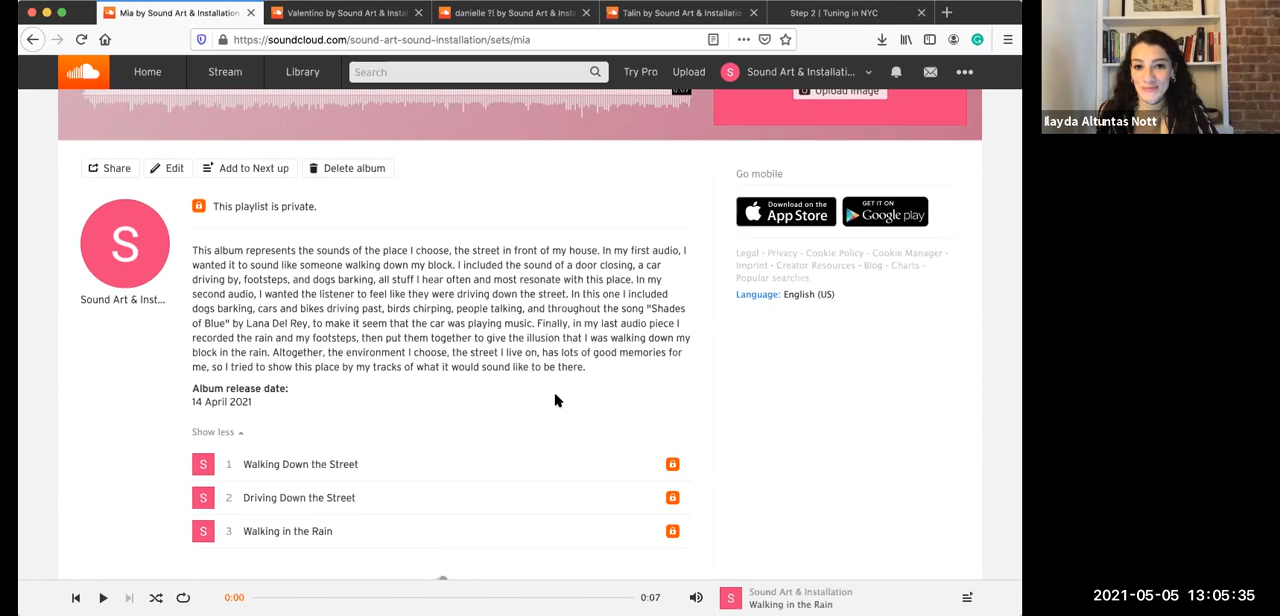 Mia by Sound Art & Installation
Valentino by Sound Art & Instal
danielle ?! by Sound Art & Insta
Talin by Sound Art & Installatio
Step 2 | Tuning in NYC
https://soundcloud.com/sound-art-sound-installation/sets/mia
Home
Stream
Library
Search
Try Pro
Upload
S
Sound Art & Installati...
0:07
Upload image
Share
Edit
Add to Next up
Delete album
S
Sound Art & Inst...
This playlist is private.
This album represents the sounds of the place I choose, the street in front of my house. In my first audio, I
wanted it to sound like someone walking down my block. I included the sound of a door closing, a car
driving by, footsteps, and dogs barking, all stuff I hear often and most resonate with this place. In my
second audio, I wanted the listener to feel like they were driving down the street. In this one I included
dogs barking, cars and bikes driving past, birds chirping, people talking, and throughout the song "Shades
of Blue" by Lana Del Rey, to make it seem that the car was playing music. Finally, in my last audio piece I
recorded the rain and my footsteps, then put them together to give the illusion that I was walking down my
block in the rain. Altogether, the environment I choose, the street I live on, has lots of good memories for
me, so I tried to show this place by my tracks of what it would sound like to be there.
Album release date:
14 April 2021
Show less
S 1 Walking Down the Street
S 2 Driving Down the Street
S 3 Walking in the Rain
Go mobile
Download on the
App Store
GET IT ON
Google play
Legal - Privacy - Cookie Policy - Cookie Manager -
Imprint - Creator Resources - Blog - Charts -
Popular searches
Language: English (US)
0:00
0:07
S
Sound Art & Installation
Walking in the Rain
Ilayda Altuntas Nott
2021-05-05 13:05:35